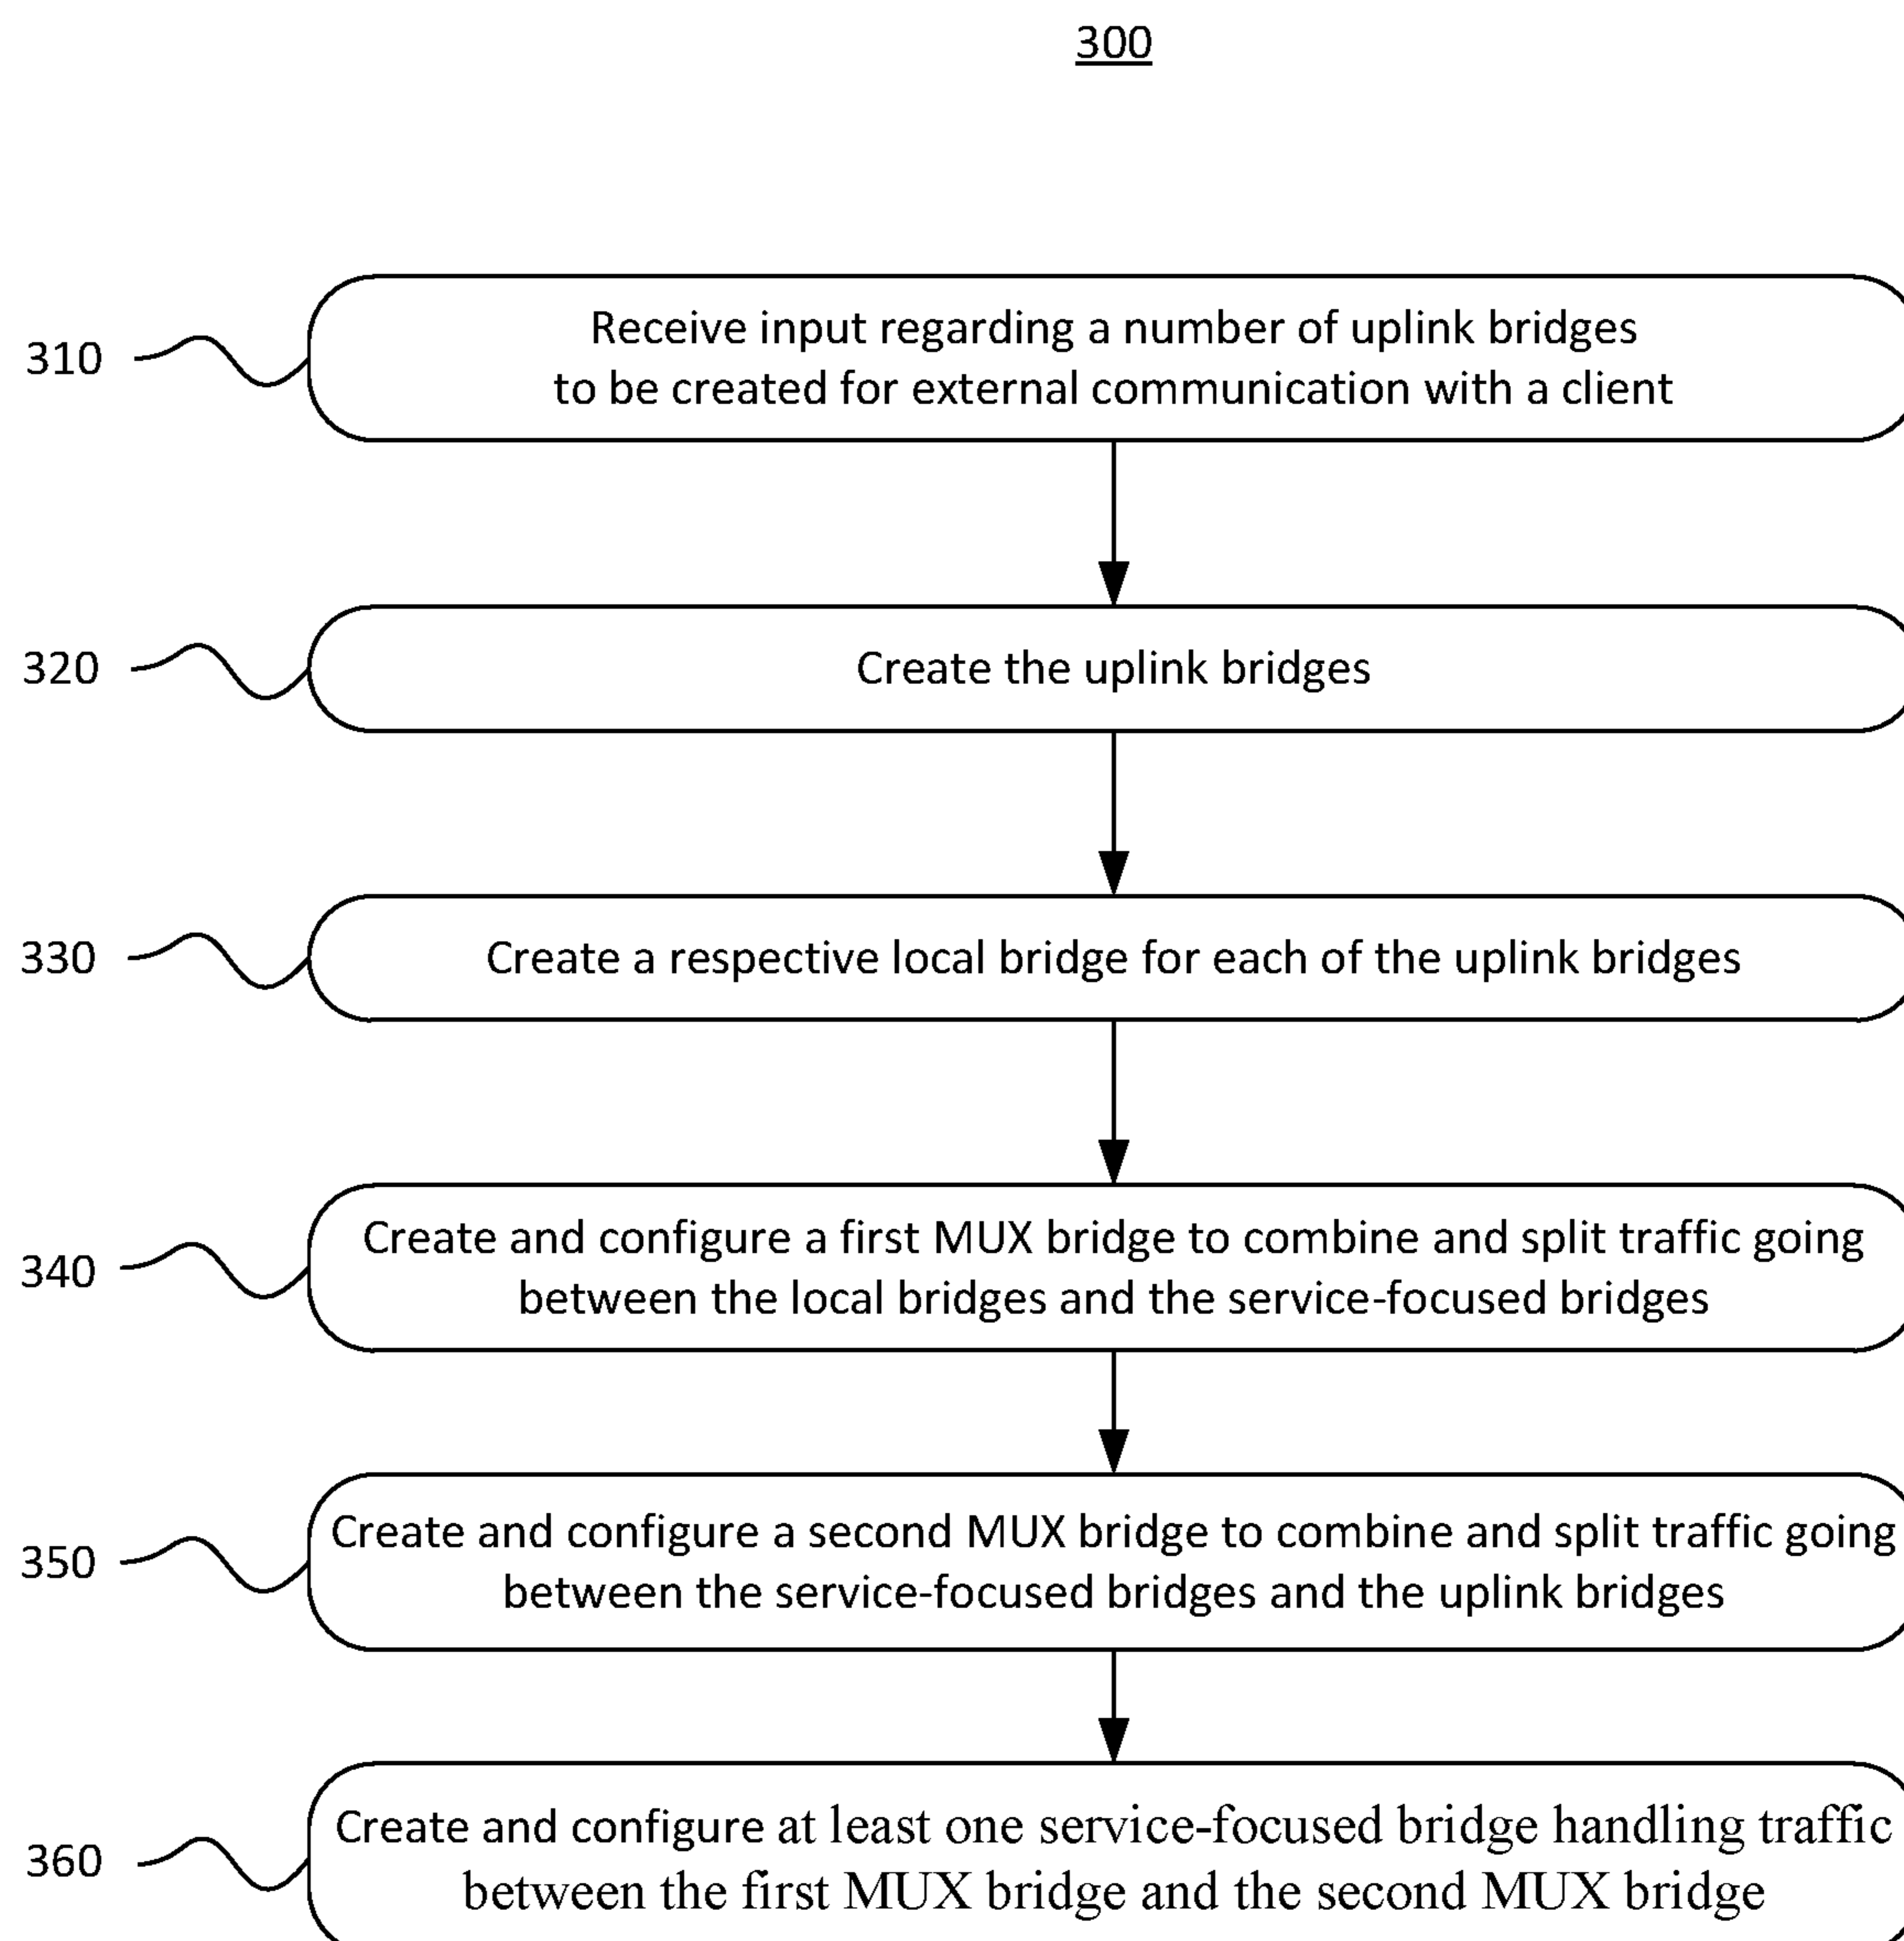 300
310
Receive input regarding a number of uplink bridges
to be created for external communication with a client
320
Create the uplink bridges
330
Create a respective local bridge for each of the uplink bridges
340
Create and configure a first MUX bridge to combine and split traffic going
between the local bridges and the service-focused bridges
350
Create and configure a second MUX bridge to combine and split traffic going
between the service-focused bridges and the uplink bridges
360
Create and configure at least one service-focused bridge handling traffic
between the first MUX bridge and the second MUX bridge